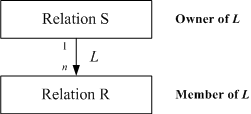 Relation S
Owner of L
1
L
n
Relation R
Member of L